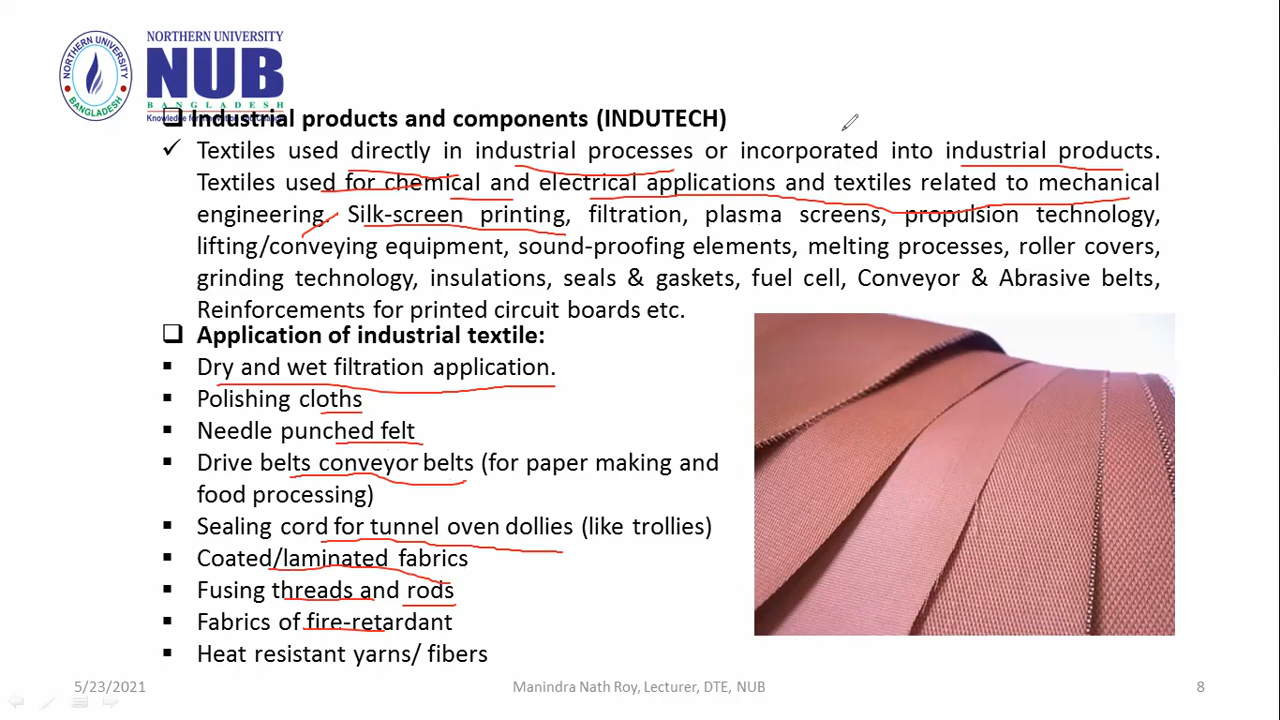 NORTHERN UNIVERSITY
NUB
BANGLADESH
NORTHERN UNIVERSITY
BANGLADESH
Industrial products and components (INDUTECH)
✓ Textiles used directly in industrial processes or incorporated into industrial products.
Textiles used for chemical and electrical applications and textiles related to mechanical
engineering. Silk-screen printing, filtration, plasma screens, propulsion technology,
lifting/conveying equipment, sound-proofing elements, melting processes, roller covers,
grinding technology, insulations, seals & gaskets, fuel cell, Conveyor & Abrasive belts,
Reinforcements for printed circuit boards etc.
❑ Application of industrial textile:
▪ Dry and wet filtration application.
▪ Polishing cloths
▪ Needle punched felt
▪ Drive belts conveyor belts (for paper making and
food processing)
▪ Sealing cord for tunnel oven dollies (like trollies)
▪ Coated/laminated fabrics
▪ Fusing threads and rods
▪ Fabrics of fire-retardant
▪ Heat resistant yarns/ fibers
5/23/2021
Manindra Nath Roy, Lecturer, DTE, NUB
8